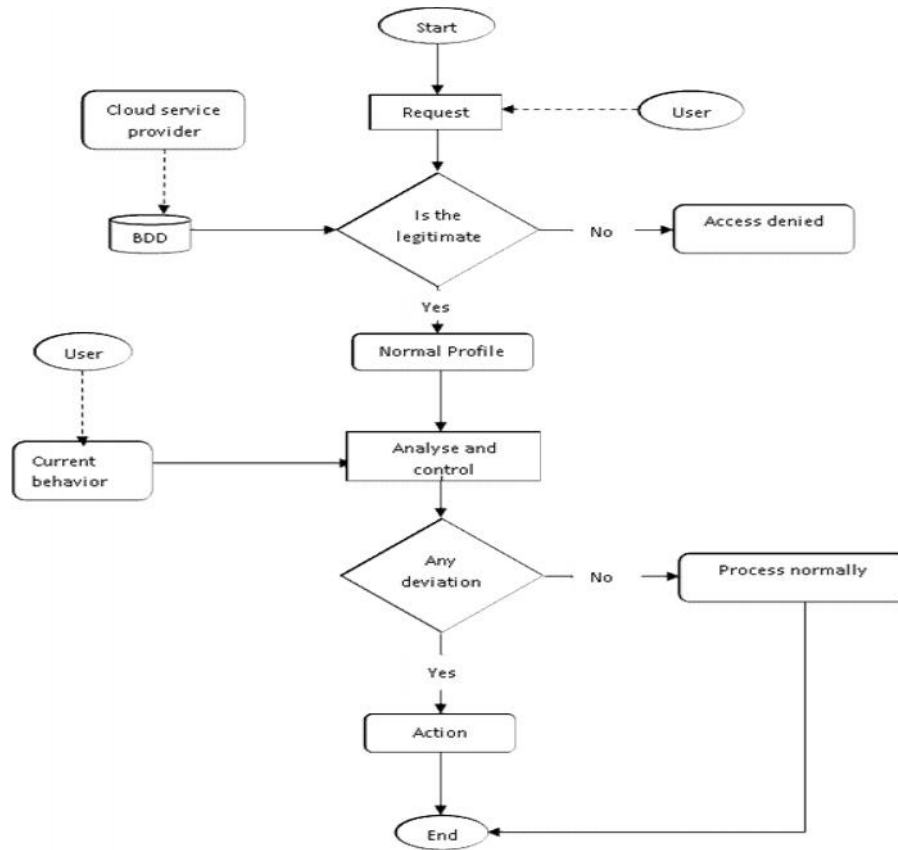 Start
Cloud service
provider
Request
User
BDD
Is the
legitimate
No
Access denied
Yes
User
Normal Profile
Current
behavior
Analyse and
control
Any
deviation
No
Process normally
Yes
Action
End